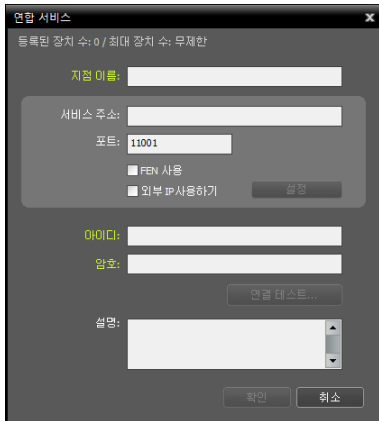 연합 서비스 x
등록된 장치 수: 0 / 최대 장치 수: 무제한
지점 이름:
서비스 주소:
포트: 11001
FEN 사용
외부 IP사용하기 설정
아이디:
암호:
연결 테스트...
설명:
확인 취소